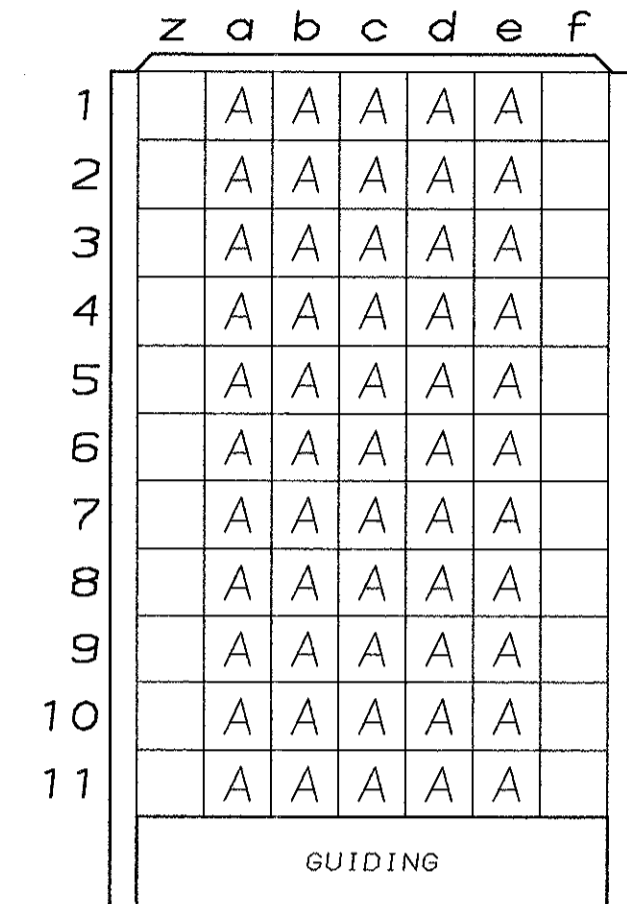 z a b c d e f
1 A A A A A
2 A A A A A
3 A A A A A
4 A A A A A
5 A A A A A
6 A A A A A
7 A A A A A
8 A A A A A
9 A A A A A
10 A A A A A
11 A A A A A
GUIDING